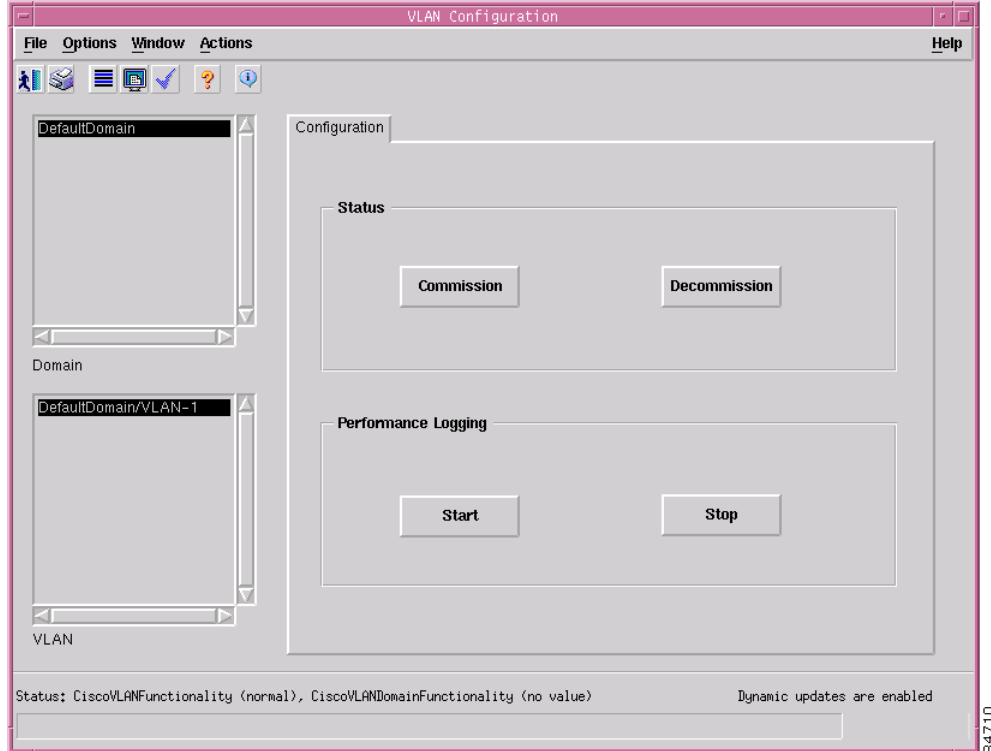 VLAN Configuration
File Options Window Actions Help
DefaultDomain
Domain
DefaultDomain/VLAN-1
VLAN
Configuration
Status
Commission Decommission
Performance Logging
Start Stop
Status: CiscoVLANFunctionality (normal), CiscoVLANDomainFunctionality (no value) Dynamic updates are enabled